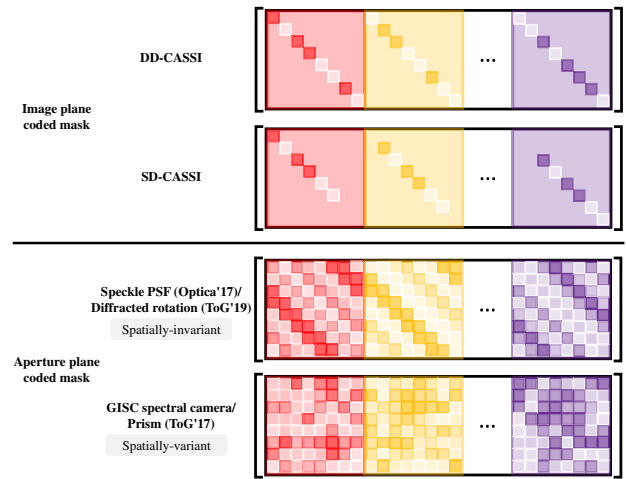 DD-CASSI
...
Image plane
coded mask
SD-CASSI
...
Speckle PSF (Optica'17)/
Diffracted rotation (ToG'19)
Spatially-invariant
...
Aperture plane
coded mask
GISC spectral camera/
Prism (ToG'17)
Spatially-variant
...